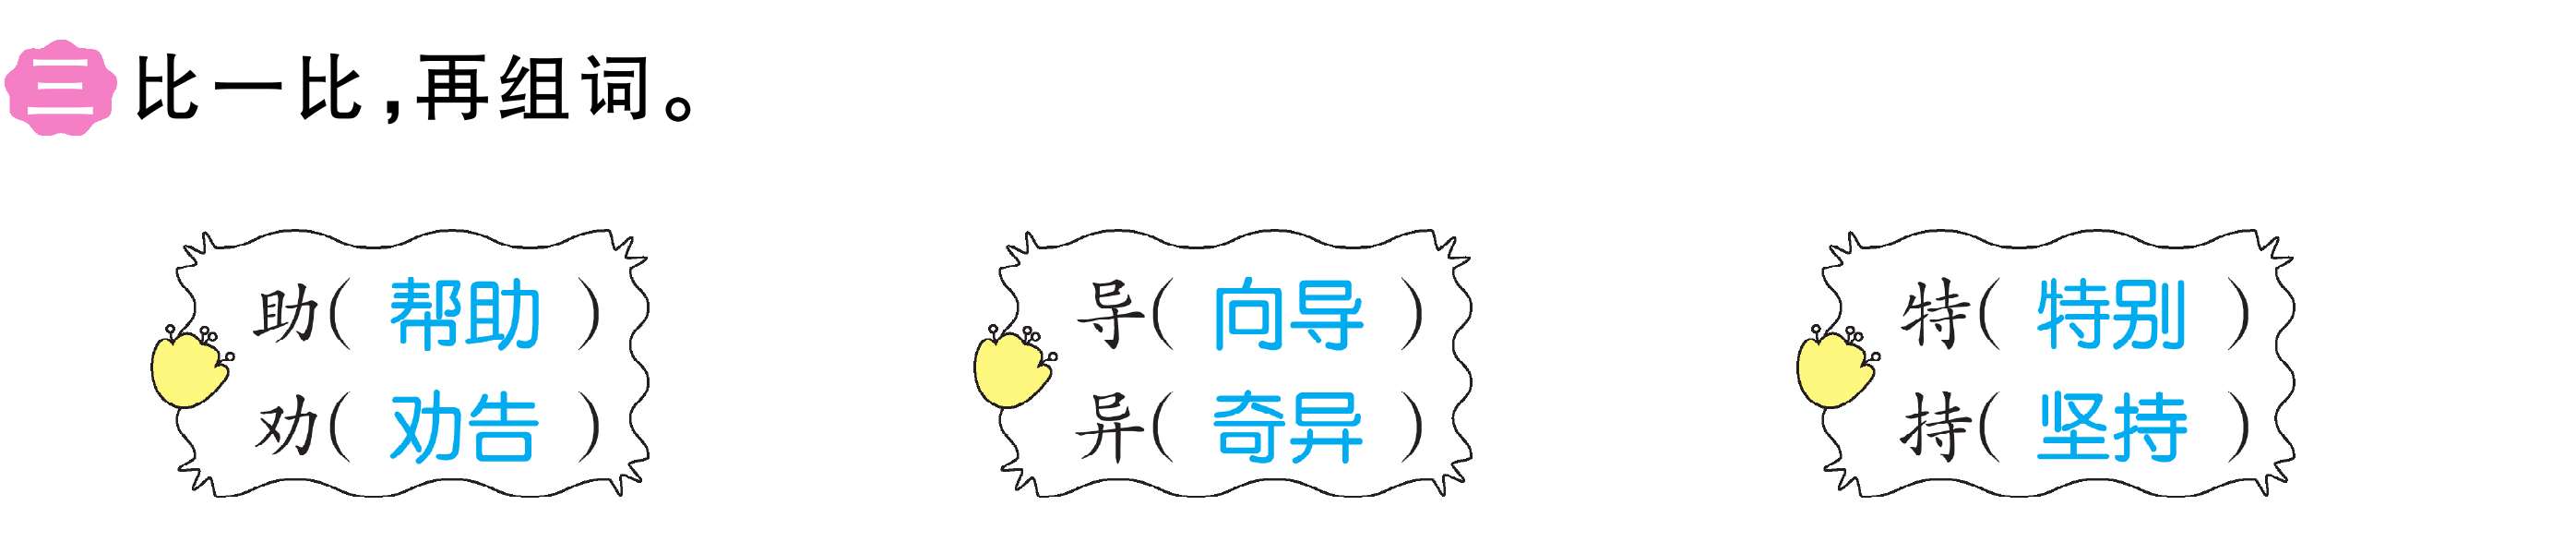 三 比一比,再组词。
助( 帮助 ) 导( 向导 ) 特( 特别 )
劝( 劝告 ) 异( 奇异 ) 持( 坚持 )